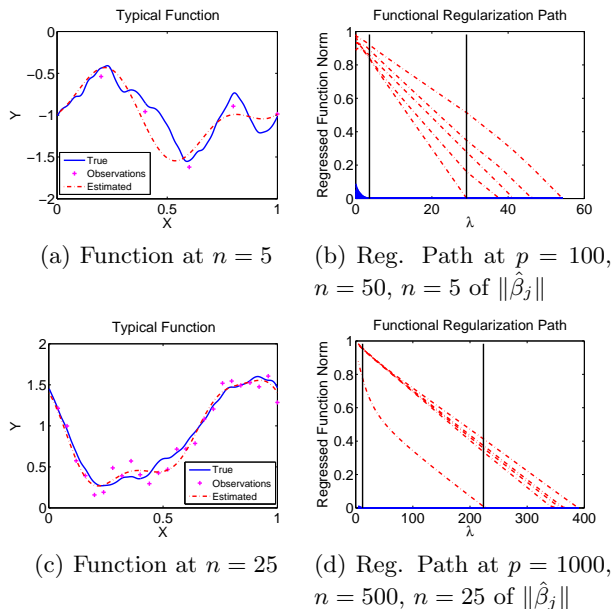 Typical Function
0
−0.5
−1
−1.5
−2
0
0.5
1
Y
X
True
Observations
Estimated
(a) Function at n = 5
Functional Regularization Path
1
0.8
0.6
0.4
0.2
0
0
20
40
60
Regressed Function Norm
λ
(b) Reg. Path at p = 100,
n = 50, n = 5 of ‖β̂j‖
Typical Function
2
1.5
1
0.5
0
0
0.5
1
Y
X
True
Observations
Estimated
(c) Function at n = 25
Functional Regularization Path
1
0.8
0.6
0.4
0.2
0
0
100
200
300
400
Regressed Function Norm
λ
(d) Reg. Path at p = 1000,
n = 500, n = 25 of ‖β̂j‖